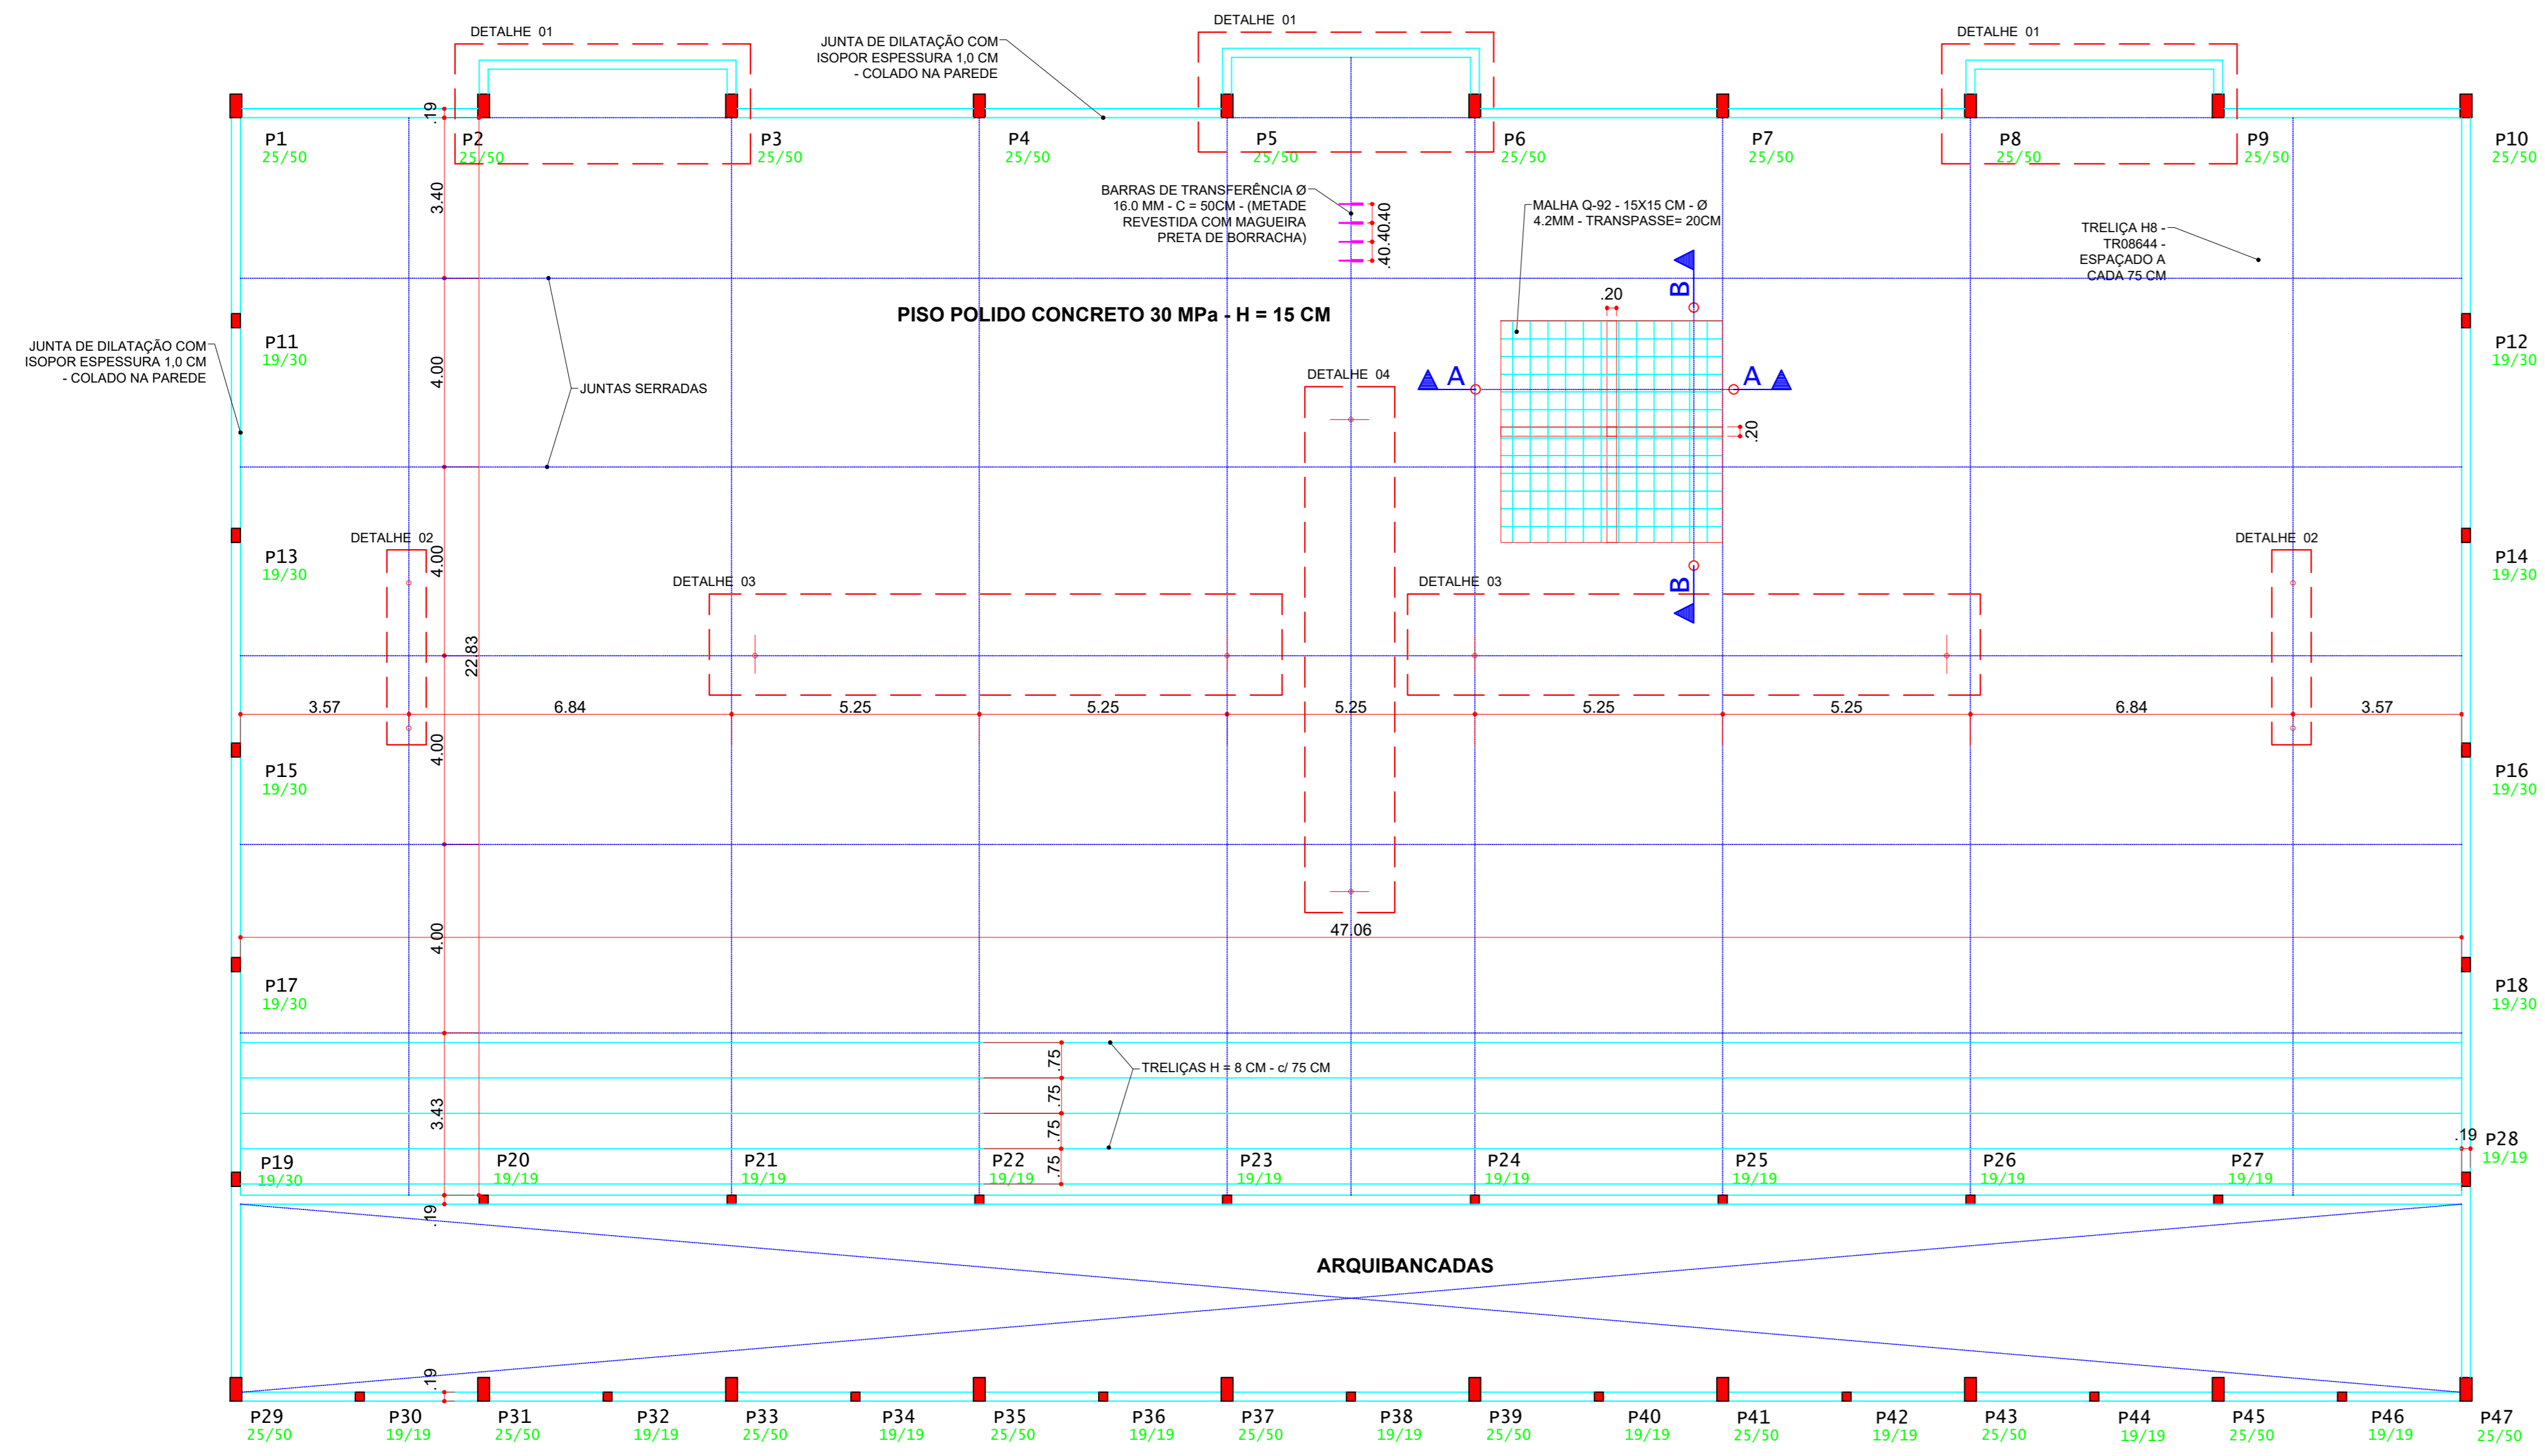 DETALHE 01
JUNTA DE DILATAÇÃO COM
ISOPOR ESPESSURA 1,0 CM
- COLADO NA PAREDE
DETALHE 01
DETALHE 01
.19
P1
25/50
P2
25/50
P3
25/50
P4
25/50
P5
25/50
P6
25/50
P7
25/50
P8
25/50
P9
25/50
P10
25/50
3.40
BARRAS DE TRANSFERÊNCIA Ø
16.0 MM - C = 50CM - (METADE
REVESTIDA COM MAGUEIRA
PRETA DE BORRACHA)
.40.40.40
MALHA Q-92 - 15X15 CM - Ø
4.2MM - TRANSPASSE= 20CM
TRELIÇA H8 -
TR08644 -
ESPAÇADO A
CADA 75 CM
B
.20
PISO POLIDO CONCRETO 30 MPa - H = 15 CM
JUNTA DE DILATAÇÃO COM
ISOPOR ESPESSURA 1,0 CM
- COLADO NA PAREDE
P11
19/30
P12
19/30
4.00
JUNTAS SERRADAS
DETALHE 04
A
A
.20
DETALHE 02
DETALHE 02
P13
19/30
4.00
P14
19/30
DETALHE 03
DETALHE 03
B
22.83
3.57
6.84
5.25
5.25
5.25
5.25
5.25
6.84
3.57
4.00
P15
19/30
P16
19/30
47.06
4.00
P17
19/30
P18
19/30
.75
TRELIÇAS H = 8 CM - c/ 75 CM
.75
3.43
.75
.75
.19
P28
19/19
P19
19/30
P20
19/19
P21
19/19
P22
19/19
P23
19/19
P24
19/19
P25
19/19
P26
19/19
P27
19/19
.19
ARQUIBANCADAS
.19
P29
25/50
P30
19/19
P31
25/50
P32
19/19
P33
25/50
P34
19/19
P35
25/50
P36
19/19
P37
25/50
P38
19/19
P39
25/50
P40
19/19
P41
25/50
P42
19/19
P43
25/50
P44
19/19
P45
25/50
P46
19/19
P47
25/50